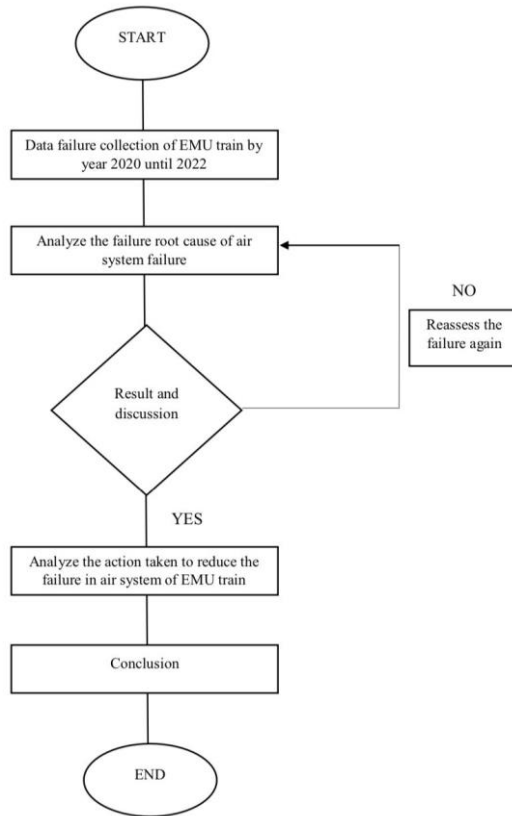 START
Data failure collection of EMU train by
year 2020 until 2022
Analyze the failure root cause of air
system failure
NO
Reassess the
failure again
Result and
discussion
YES
Analyze the action taken to reduce the
failure in air system of EMU train
Conclusion
END